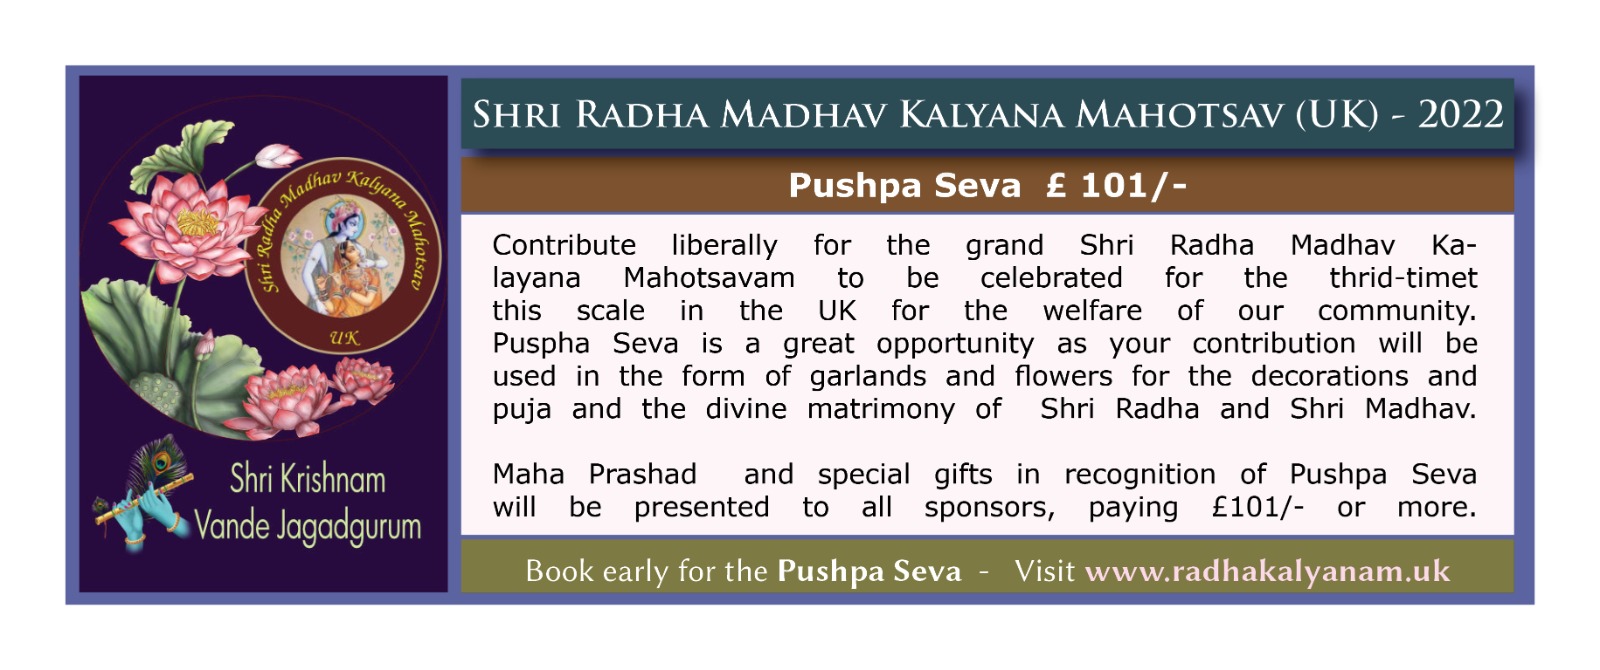 Shri Radha Madhav Kalyana Mahotsav
UK
Shri Krishnam
Vande Jagadgurum
SHRI RADHA MADHAV KALYANA MAHOTSAV (UK) - 2022
Pushpa Seva £ 101/-
Contribute liberally for the grand Shri Radha Madhav Ka-
layana Mahotsavam to be celebrated for the thrid-timet
this scale in the UK for the welfare of our community.
Puspha Seva is a great opportunity as your contribution will be
used in the form of garlands and flowers for the decorations and
puja and the divine matrimony of Shri Radha and Shri Madhav.
Maha Prashad and special gifts in recognition of Pushpa Seva
will be presented to all sponsors, paying £101/- or more.
Book early for the Pushpa Seva - Visit www.radhakalyanam.uk